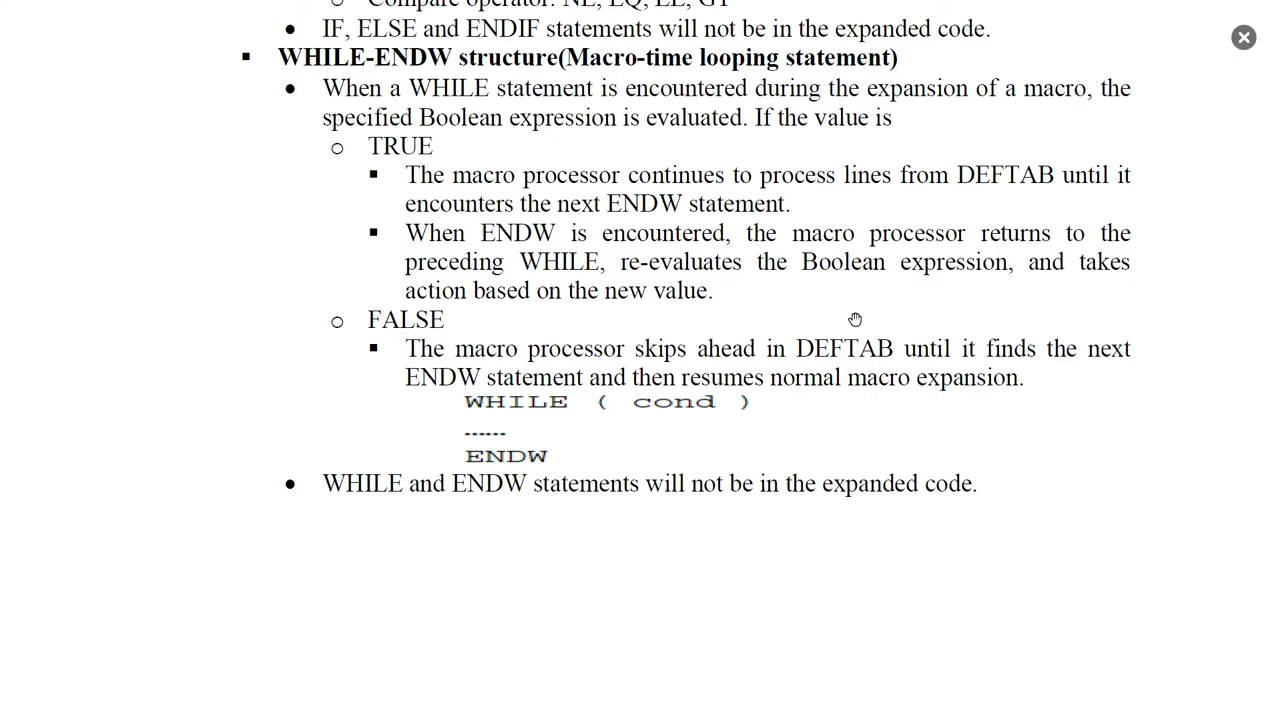 Compare operator: NE, EQ, LE, GT
IF, ELSE and ENDIF statements will not be in the expanded code.
WHILE-ENDW structure(Macro-time looping statement)
When a WHILE statement is encountered during the expansion of a macro, the
specified Boolean expression is evaluated. If the value is
TRUE
The macro processor continues to process lines from DEFTAB until it
encounters the next ENDW statement.
When ENDW is encountered, the macro processor returns to the
preceding WHILE, re-evaluates the Boolean expression, and takes
action based on the new value.
FALSE
The macro processor skips ahead in DEFTAB until it finds the next
ENDW statement and then resumes normal macro expansion.
WHILE ( cond )
------
ENDW
WHILE and ENDW statements will not be in the expanded code.